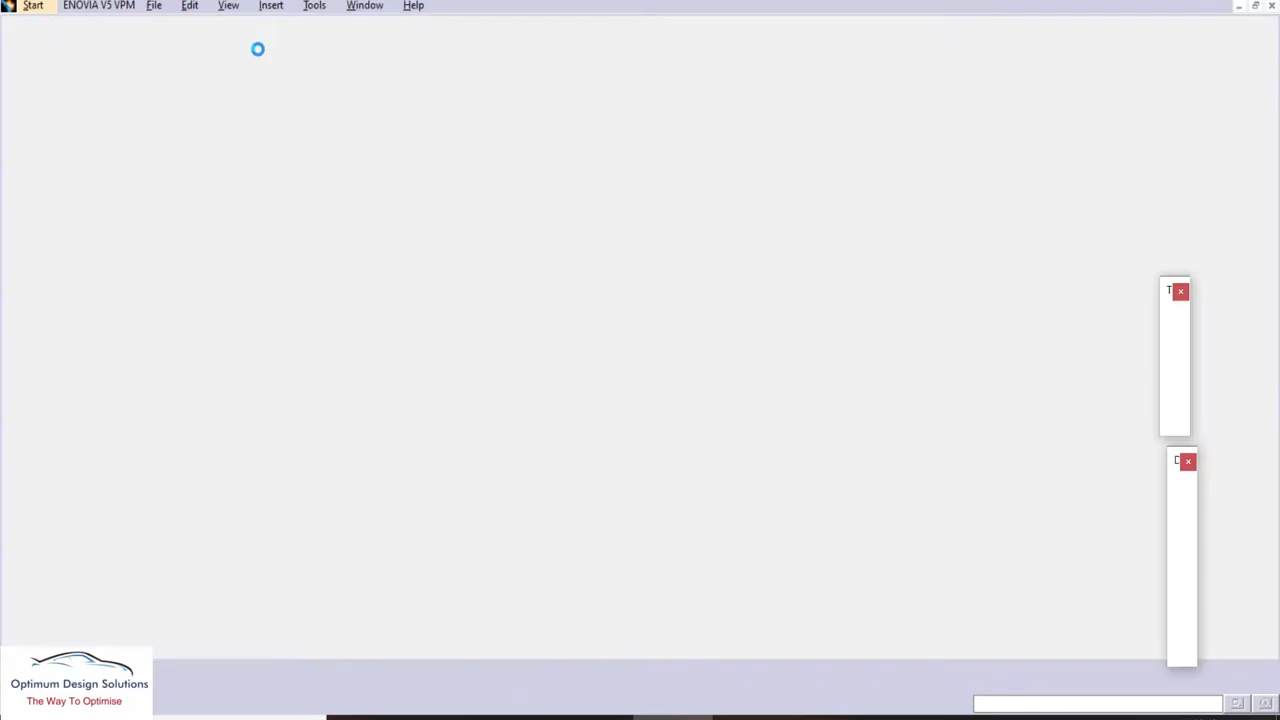 Start ENOVIA V5 VPM File Edit View Insert Tools Window Help
T
D
Optimum Design Solutions
The Way To Optimise